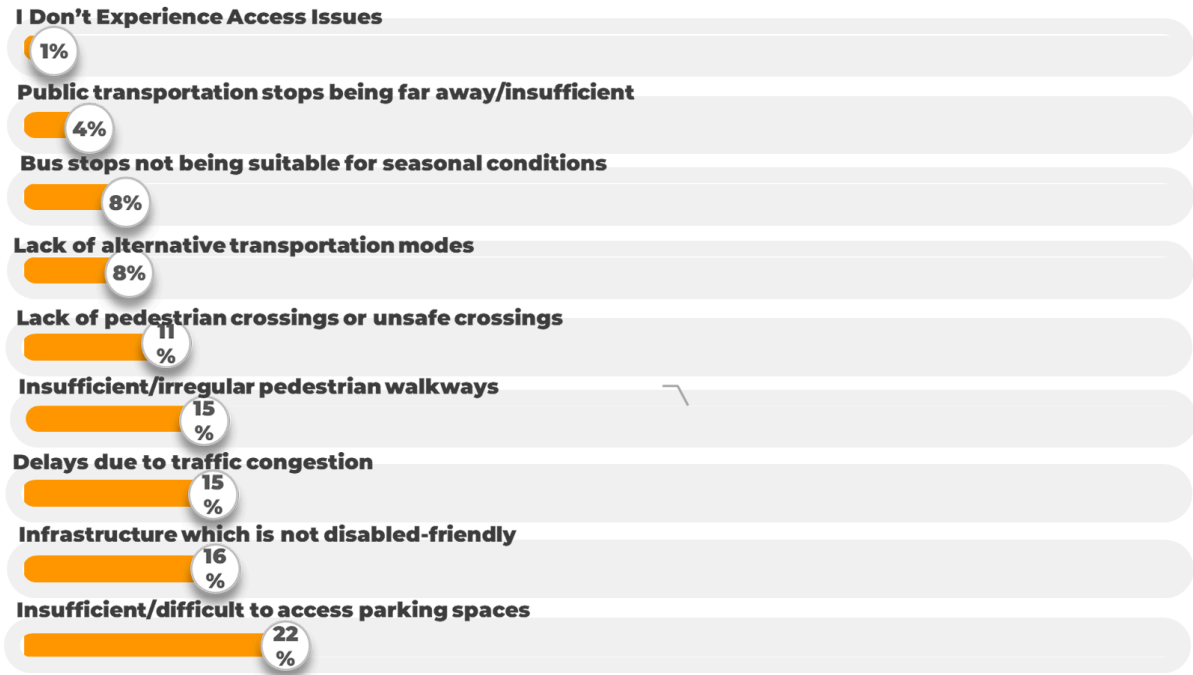 I Don’t Experience Access Issues
1%
Public transportation stops being far away/insufficient
4%
Bus stops not being suitable for seasonal conditions
8%
Lack of alternative transportation modes
8%
Lack of pedestrian crossings or unsafe crossings
11
%
Insufficient/irregular pedestrian walkways
15
%
Delays due to traffic congestion
15
%
Infrastructure which is not disabled-friendly
16
%
Insufficient/difficult to access parking spaces
22
%